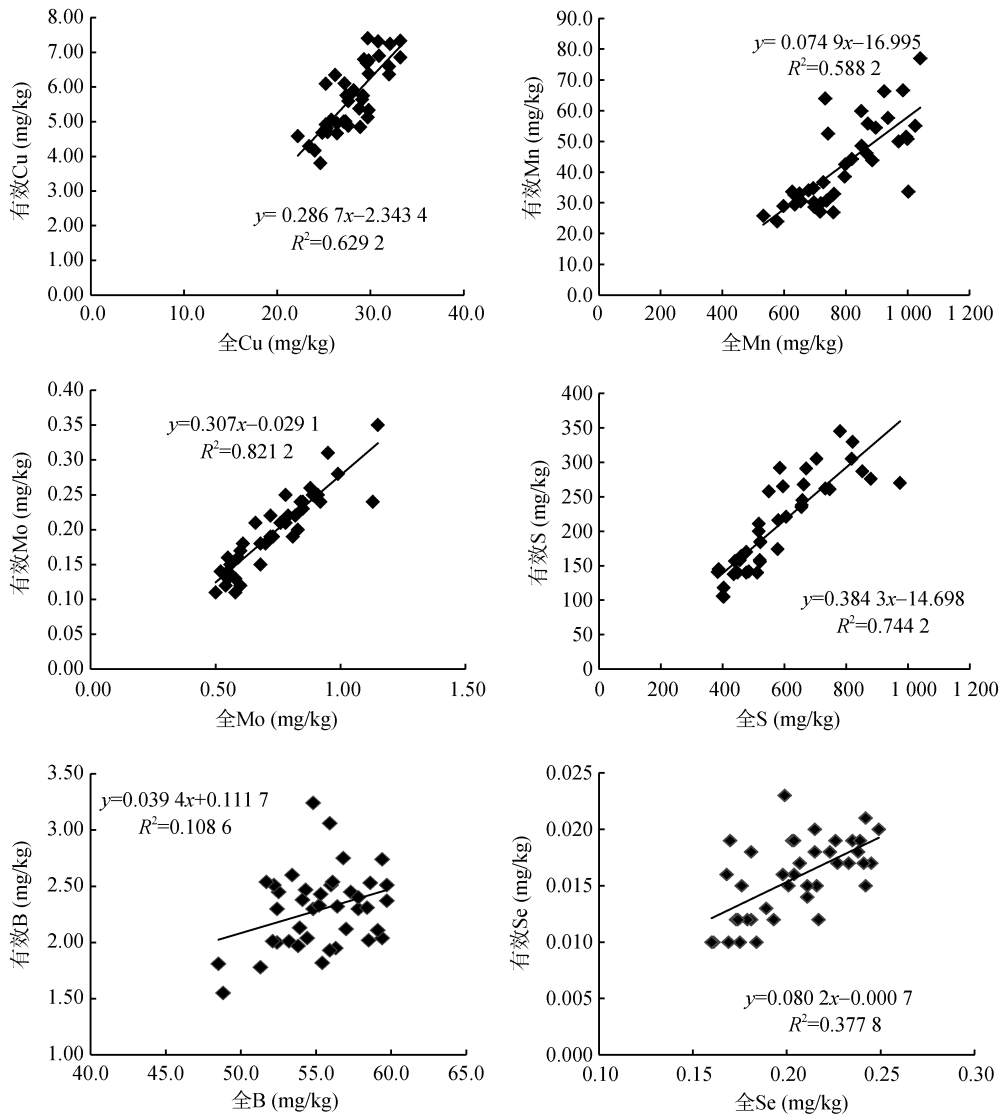 8.00
7.00
6.00
5.00
4.00
3.00
2.00
1.00
0.00
有效Cu (mg/kg)
y= 0.286 7x−2.343 4
R²=0.629 2
0.0 10.0 20.0 30.0 40.0
全Cu (mg/kg)
90.0
80.0
70.0
60.0
50.0
40.0
30.0
20.0
10.0
0.0
有效Mn (mg/kg)
y= 0.074 9x−16.995
R²=0.588 2
0 200 400 600 800 1 000 1 200
全Mn (mg/kg)
0.40
0.35
0.30
0.25
0.20
0.15
0.10
0.05
0.00
有效Mo (mg/kg)
y=0.307x−0.029 1
R²=0.821 2
0.00 0.50 1.00 1.50
全Mo (mg/kg)
400
350
300
250
200
150
100
50
0
有效S (mg/kg)
y=0.384 3x−14.698
R²=0.744 2
0 200 400 600 800 1 000 1 200
全S (mg/kg)
3.50
3.00
2.50
2.00
1.50
1.00
有效B (mg/kg)
y=0.039 4x+0.111 7
R²=0.108 6
40.0 45.0 50.0 55.0 60.0 65.0
全B (mg/kg)
0.025
0.020
0.015
0.010
0.005
0.000
有效Se (mg/kg)
y=0.080 2x−0.000 7
R²=0.377 8
0.10 0.15 0.20 0.25 0.30
全Se (mg/kg)